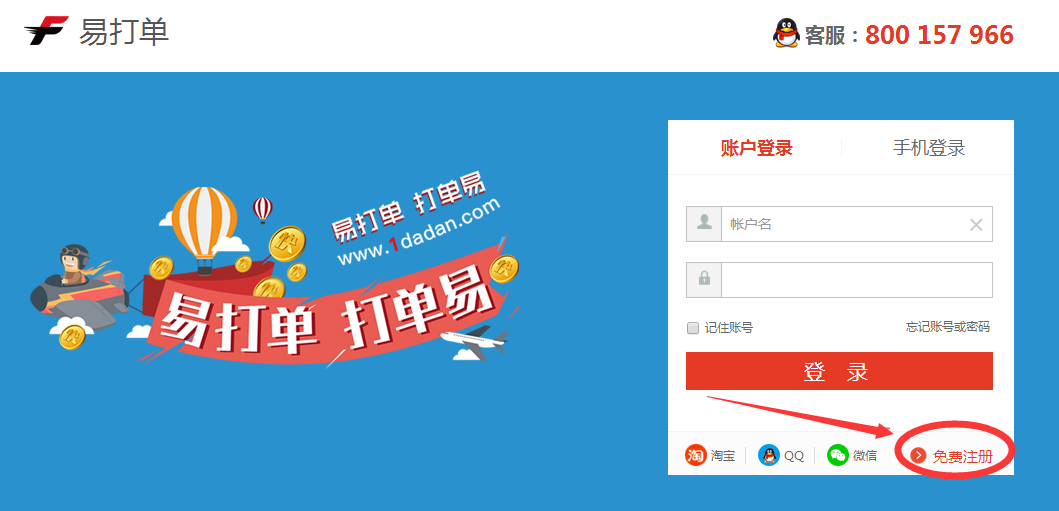 易打单
客服：800 157 966
账户登录
手机登录
易打单 打单易
www.1dadan.com
易打单 打单易
帐户名
记住账号
忘记账号或密码
登 录
淘 淘宝
QQ
微信
免费注册